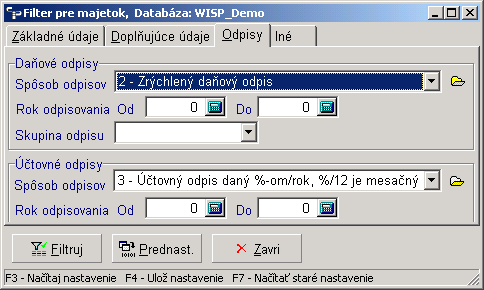 Filter pre majetok, Databáza: WISP_Demo
Základné údaje Doplňujúce údaje Odpisy Iné
Daňové odpisy
Spôsob odpisov 2 - Zrýchlený daňový odpis
Rok odpisovania Od 0 Do 0
Skupina odpisu
Účtovné odpisy
Spôsob odpisov 3 - Účtovný odpis daný %-om/rok, %/12 je mesačný
Rok odpisovania Od 0 Do 0
Filtruj Prednast. Zavri
F3 - Načítaj nastavenie F4 - Ulož nastavenie F7 - Načítať staré nastavenie